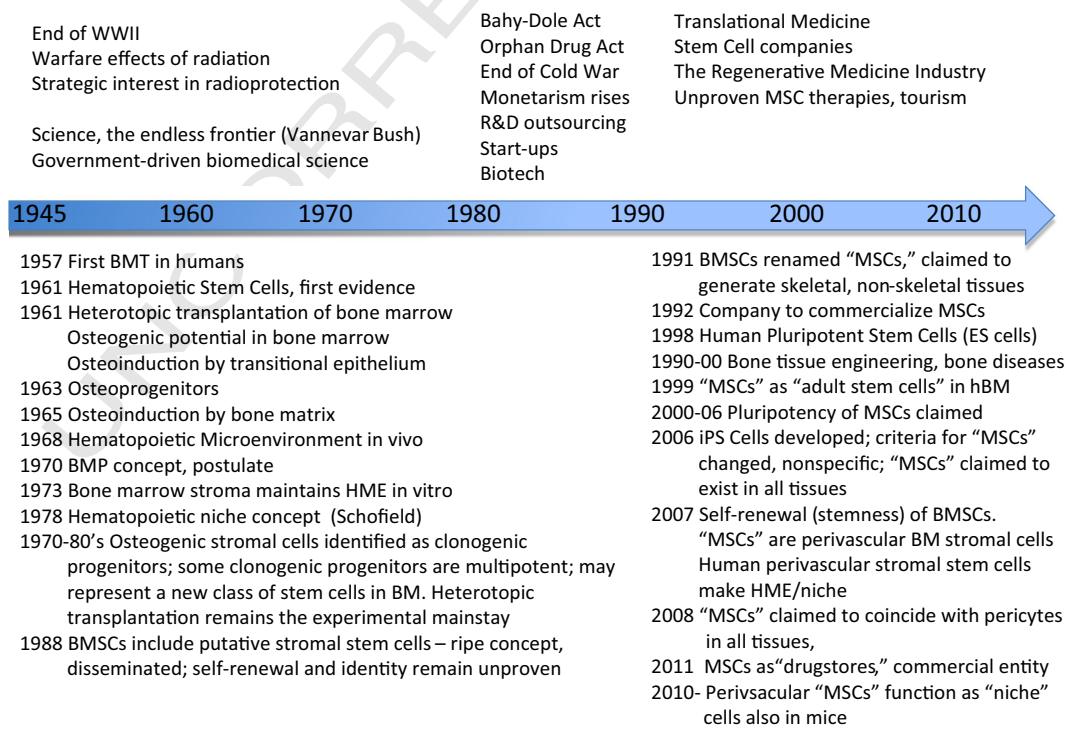 End of WWII
Warfare effects of radiation
Strategic interest in radioprotection
Science, the endless frontier (Vannevar Bush)
Government-driven biomedical science
Bahy-Dole Act
Orphan Drug Act
End of Cold War
Monetarism rises
R&D outsourcing
Start-ups
Biotech
Translational Medicine
Stem Cell companies
The Regenerative Medicine Industry
Unproven MSC therapies, tourism
1945 1960 1970 1980 1990 2000 2010
1957 First BMT in humans
1961 Hematopoietic Stem Cells, first evidence
1961 Heterotopic transplantation of bone marrow
Osteogenic potential in bone marrow
Osteoinduction by transitional epithelium
1963 Osteoprogenitors
1965 Osteoinduction by bone matrix
1968 Hematopoietic Microenvironment in vivo
1970 BMP concept, postulate
1973 Bone marrow stroma maintains HME in vitro
1978 Hematopoietic niche concept (Schofield)
1970-80's Osteogenic stromal cells identified as clonogenic
progenitors; some clonogenic progenitors are multipotent; may
represent a new class of stem cells in BM. Heterotopic
transplantation remains the experimental mainstay
1988 BMSCs include putative stromal stem cells – ripe concept,
disseminated; self-renewal and identity remain unproven
1991 BMSCs renamed “MSCs,” claimed to
generate skeletal, non-skeletal tissues
1992 Company to commercialize MSCs
1998 Human Pluripotent Stem Cells (ES cells)
1990-00 Bone tissue engineering, bone diseases
1999 “MSCs” as “adult stem cells” in hBM
2000-06 Pluripotency of MSCs claimed
2006 iPS Cells developed; criteria for “MSCs”
changed, nonspecific; “MSCs” claimed to
exist in all tissues
2007 Self-renewal (stemness) of BMSCs.
“MSCs” are perivascular BM stromal cells
Human perivascular stromal stem cells
make HME/niche
2008 “MSCs” claimed to coincide with pericytes
in all tissues,
2011 MSCs as“drugstores,” commercial entity
2010- Perivsacular “MSCs” function as “niche”
cells also in mice
UNCORRE